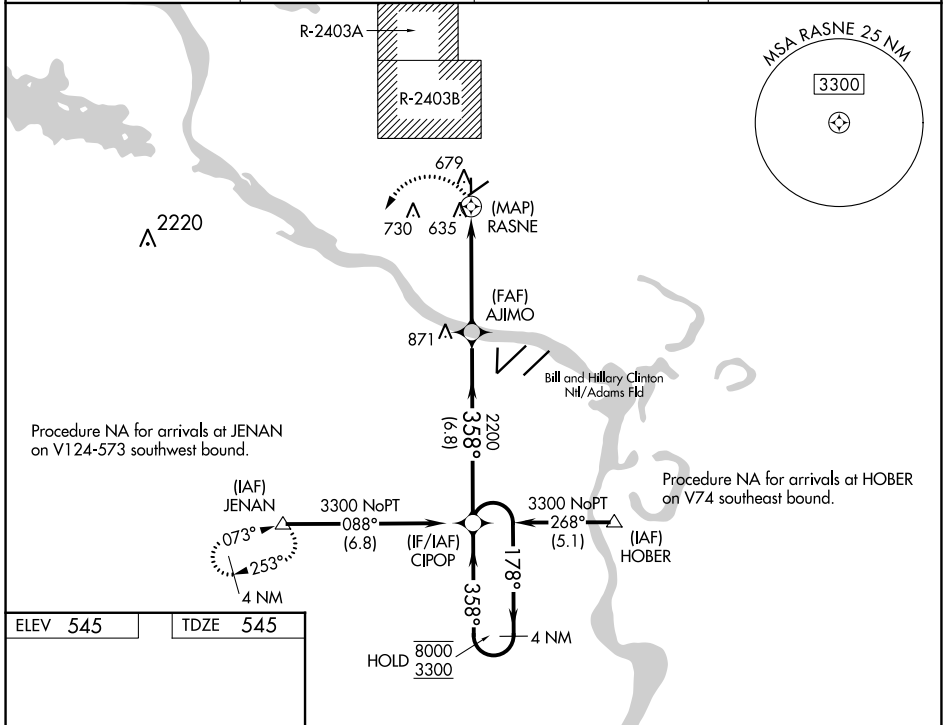 R-2403A
R-2403B
MSA RASNE 25 NM
3300
679
730
635
(MAP)
RASNE
2220
(FAF)
AJIMO
871
Bill and Hillary Clinton
Ntl/Adams Fld
2200
358°
(6.8)
Procedure NA for arrivals at JENAN
on V124-573 southwest bound.
Procedure NA for arrivals at HOBER
on V74 southeast bound.
(IAF)
JENAN
073°
253°
4 NM
3300 NoPT
088°
(6.8)
(IF/IAF)
CIPOP
3300 NoPT
268°
(5.1)
(IAF)
HOBER
178°
358°
4 NM
HOLD
8000
3300
ELEV 545
TDZE 545